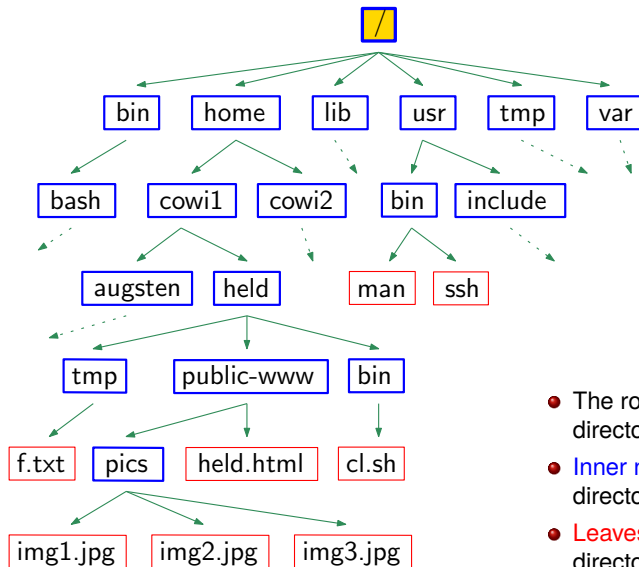 /
bin home lib usr tmp var
bash cowi1 cowi2 bin include
augsten held man ssh
tmp public-www bin
The ro
directo
f.txt pics held.html cl.sh
Inner
directo
Leaves
img1.jpg img2.jpg img3.jpg
directo